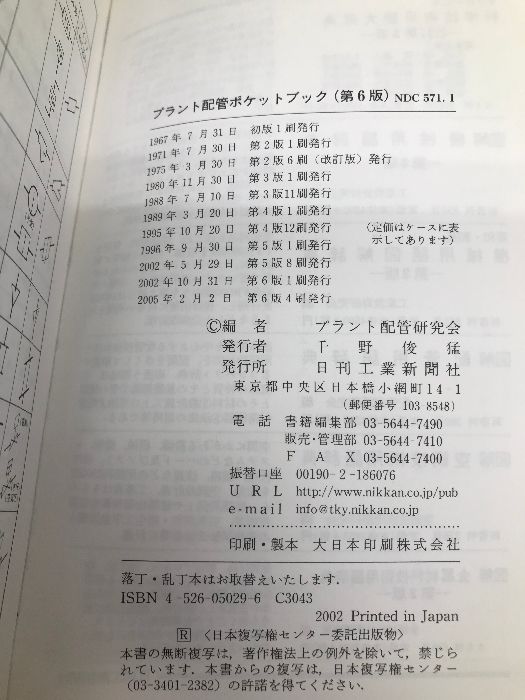 プラント配管ポケットブック(第6版) NDC 571.1
1967年 7月31日 初版1刷発行
1971年 7月30日 第2版1刷発行
1975年 3月30日 第2版6刷(改訂版)発行
1980年11月30日 第3版1刷発行
1988年 7月10日 第3版11刷発行
1989年 3月20日 第4版1刷発行
1995年10月20日 第4版12刷発行
1996年 9月30日 第5版1刷発行
2002年 5月29日 第5版8刷発行
2002年10月31日 第6版1刷発行
2005年 2月 2日 第6版4刷発行
(定価はケースに表
示してあります)
©編者 プラント配管研究会
発行者 千野俊猛
発行所 日刊工業新聞社
東京都中央区日本橋小網町14-1
(郵便番号 103-8548)
電話 書籍編集部 03-5644-7490
販売・管理部 03-5644-7410
FAX 03-5644-7400
振替口座 00190-2-186076
URL http://www.nikkan.co.jp/pub
e-mail info@tky.nikkan.co.jp
印刷・製本 大日本印刷株式会社
落丁・乱丁本はお取替えいたします.
ISBN 4-526-05029-6 C3043
2002 Printed in Japan
R 〈日本複写権センター委託出版物〉
本書の無断複写は,著作権法上の例外を除いて,禁じら
れています.本書からの複写は,日本複写権センター
(03-3401-2382)の許諾を得てください.